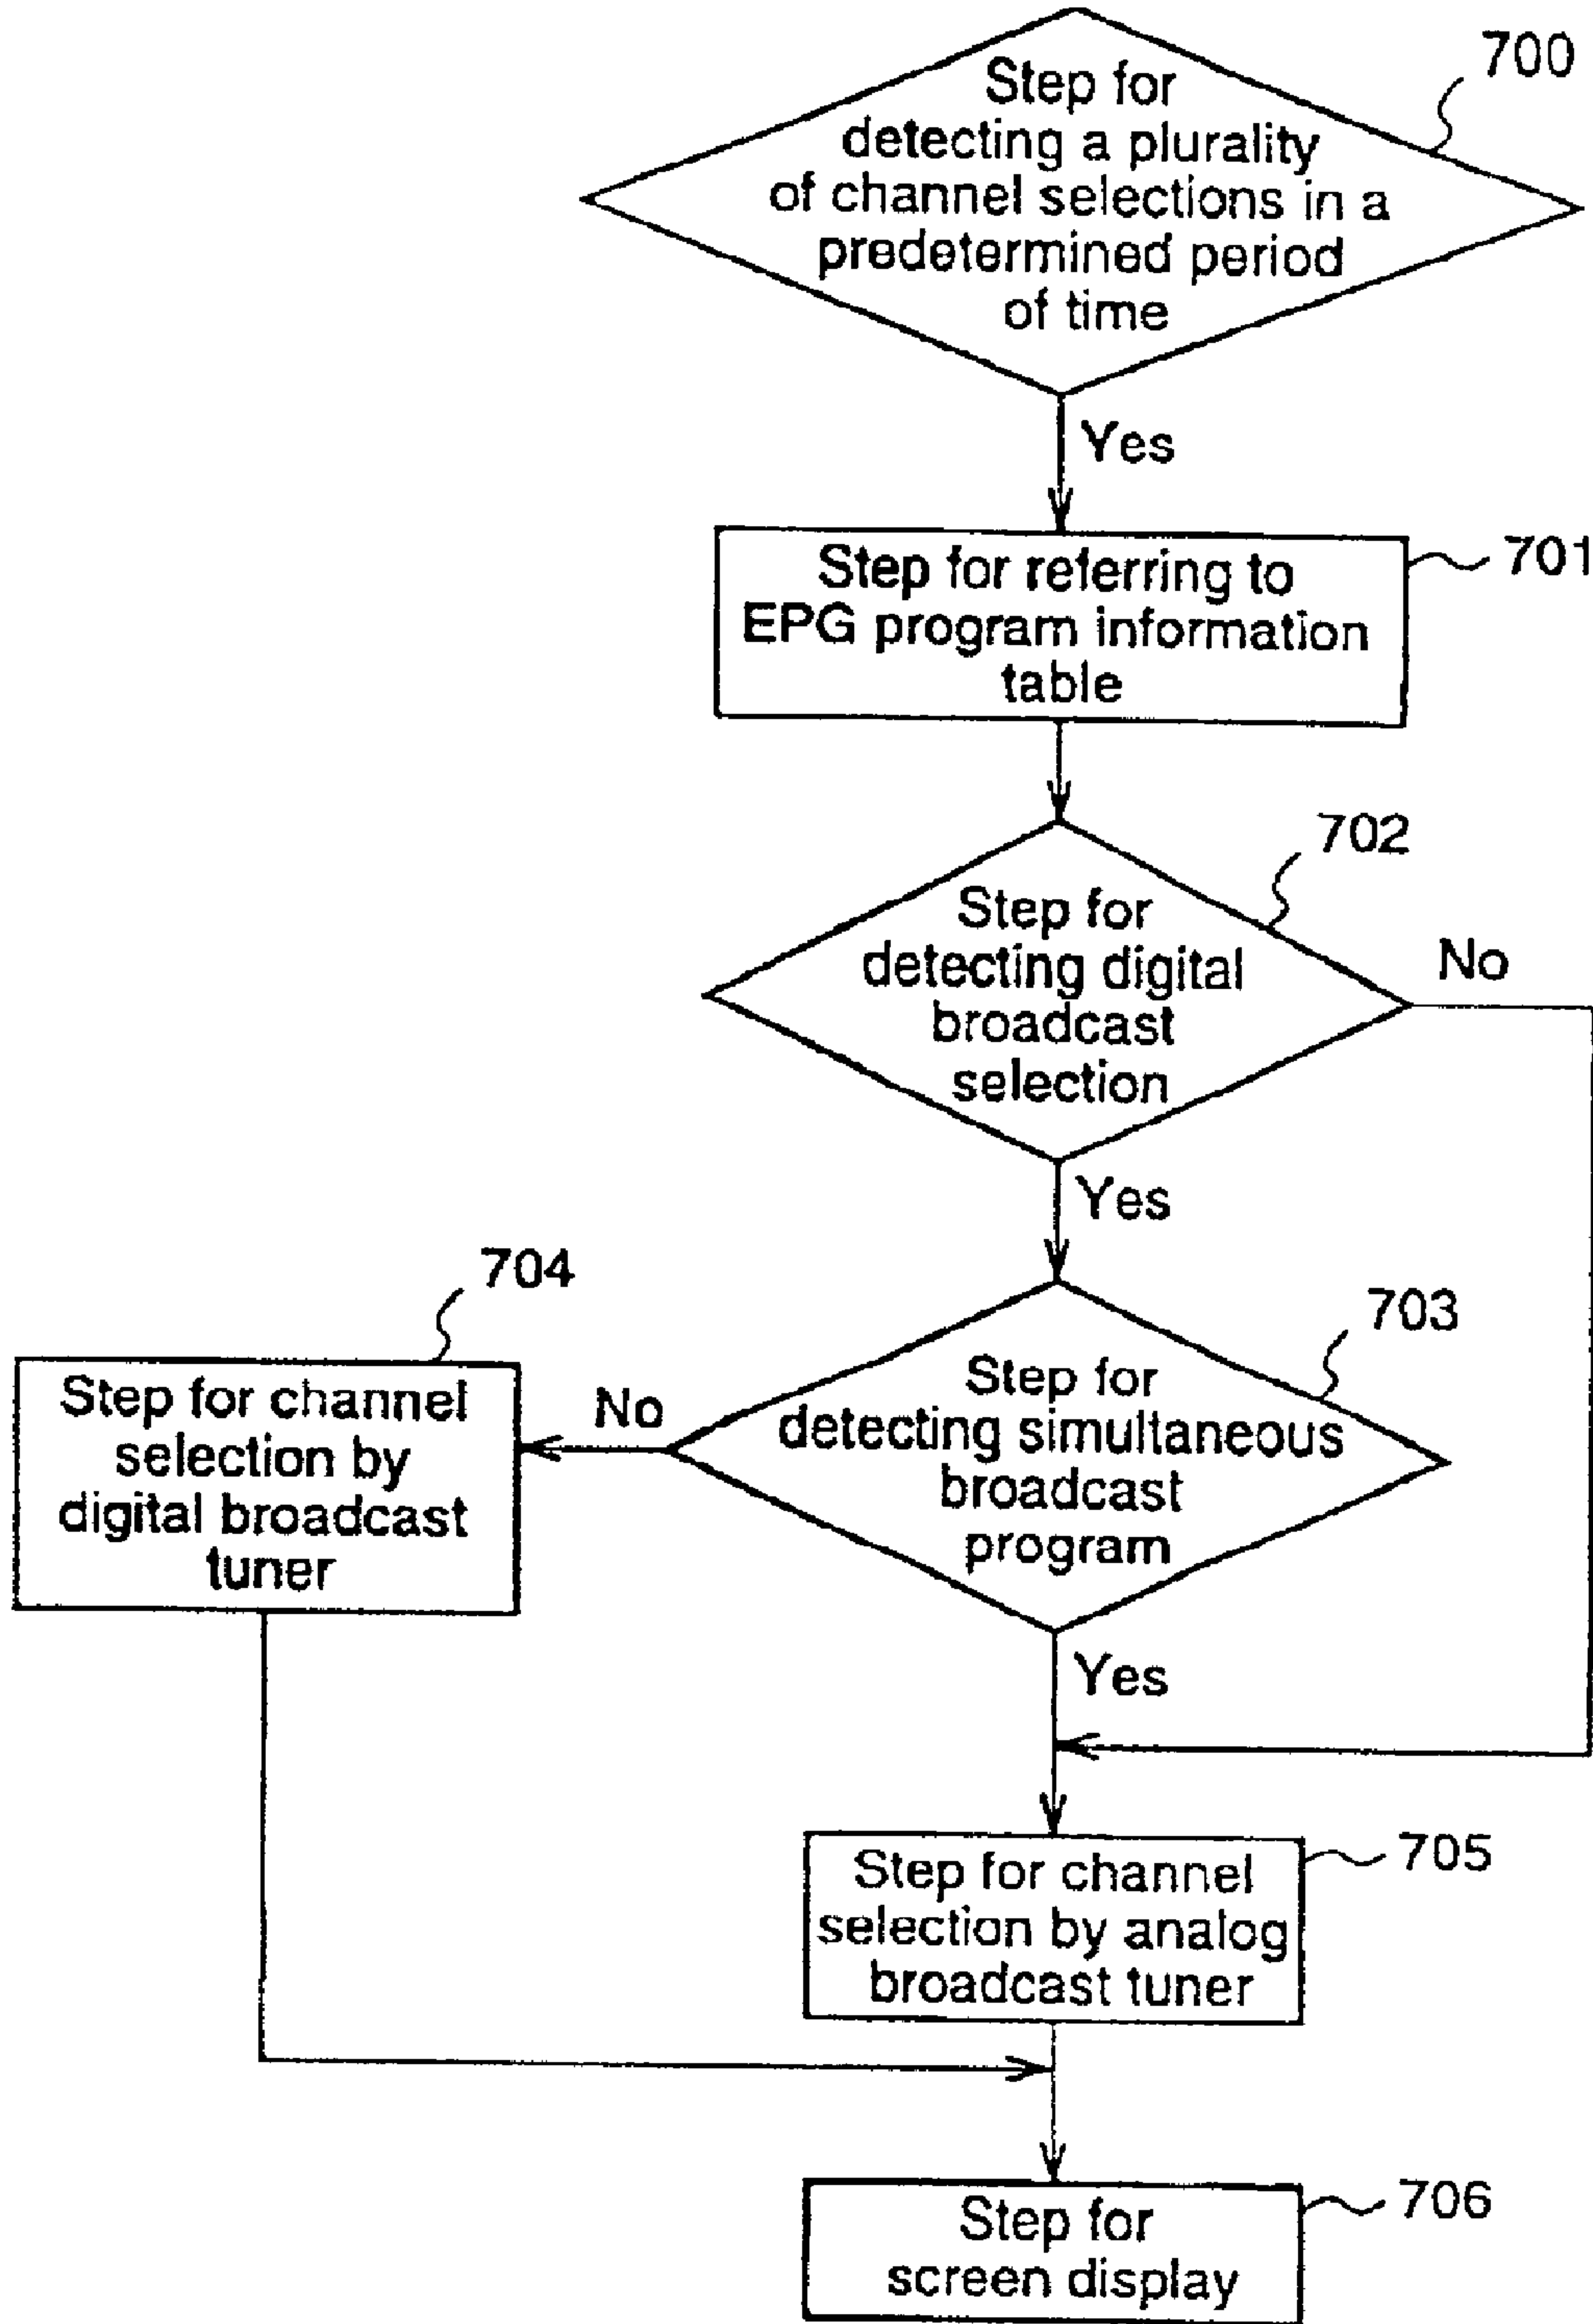 700
Step for
detecting a plurality
of channel selections in a
predetermined period
of time
Yes
701
Step for referring to
EPG program information
table
702
Step for
detecting digital
broadcast
selection
No
Yes
704
703
Step for channel
selection by
digital broadcast
tuner
No
Step for
detecting simultaneous
broadcast
program
Yes
705
Step for channel
selection by analog
broadcast tuner
706
Step for
screen display